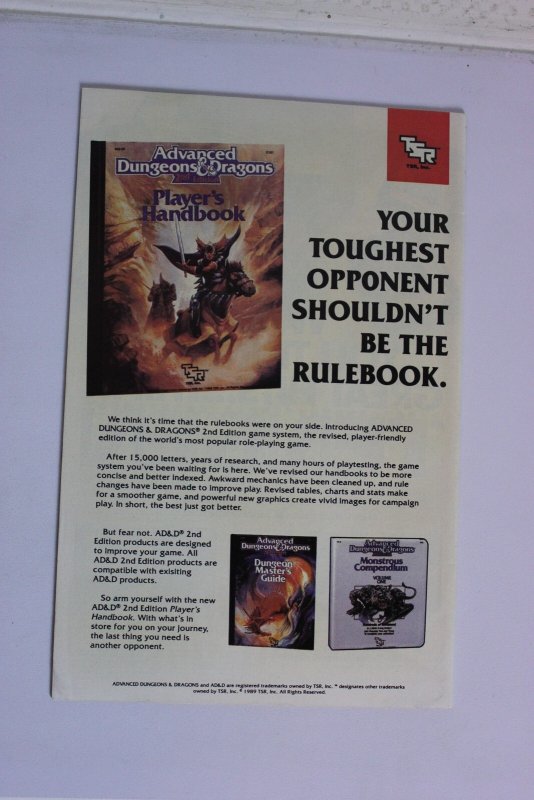 TSR
TSR, Inc.
Advanced
Dungeons & Dragons
2nd Edition
Player's
Handbook
TSR
TSR, Inc.
YOUR
TOUGHEST
OPPONENT
SHOULDN'T
BE THE
RULEBOOK.
We think it's time that the rulebooks were on your side. Introducing ADVANCED
DUNGEONS & DRAGONS® 2nd Edition game system, the revised, player-friendly
edition of the world's most popular role-playing game.
After 15,000 letters, years of research, and many hours of playtesting, the game
system you've been waiting for is here. We've revised our handbooks to be more
concise and better indexed. Awkward mechanics have been cleaned up, and rule
changes have been made to improve play. Revised tables, charts and stats make
for a smoother game, and powerful new graphics create vivid images for campaign
play. In short, the best just got better.
But fear not. AD&D® 2nd
Edition products are designed
to improve your game. All
AD&D 2nd Edition products are
compatible with exisiting
AD&D products.
So arm yourself with the new
AD&D® 2nd Edition Player's
Handbook. With what's in
store for you on your journey,
the last thing you need is
another opponent.
Advanced
Dungeons & Dragons
Dungeon
Master's
Guide
Advanced
Dungeons & Dragons
Monstrous
Compendium
VOLUME
ONE
ADVANCED DUNGEONS & DRAGONS and AD&D are registered trademarks owned by TSR, Inc. ™ designates other trademarks
owned by TSR, Inc. © 1989 TSR, Inc. All Rights Reserved.